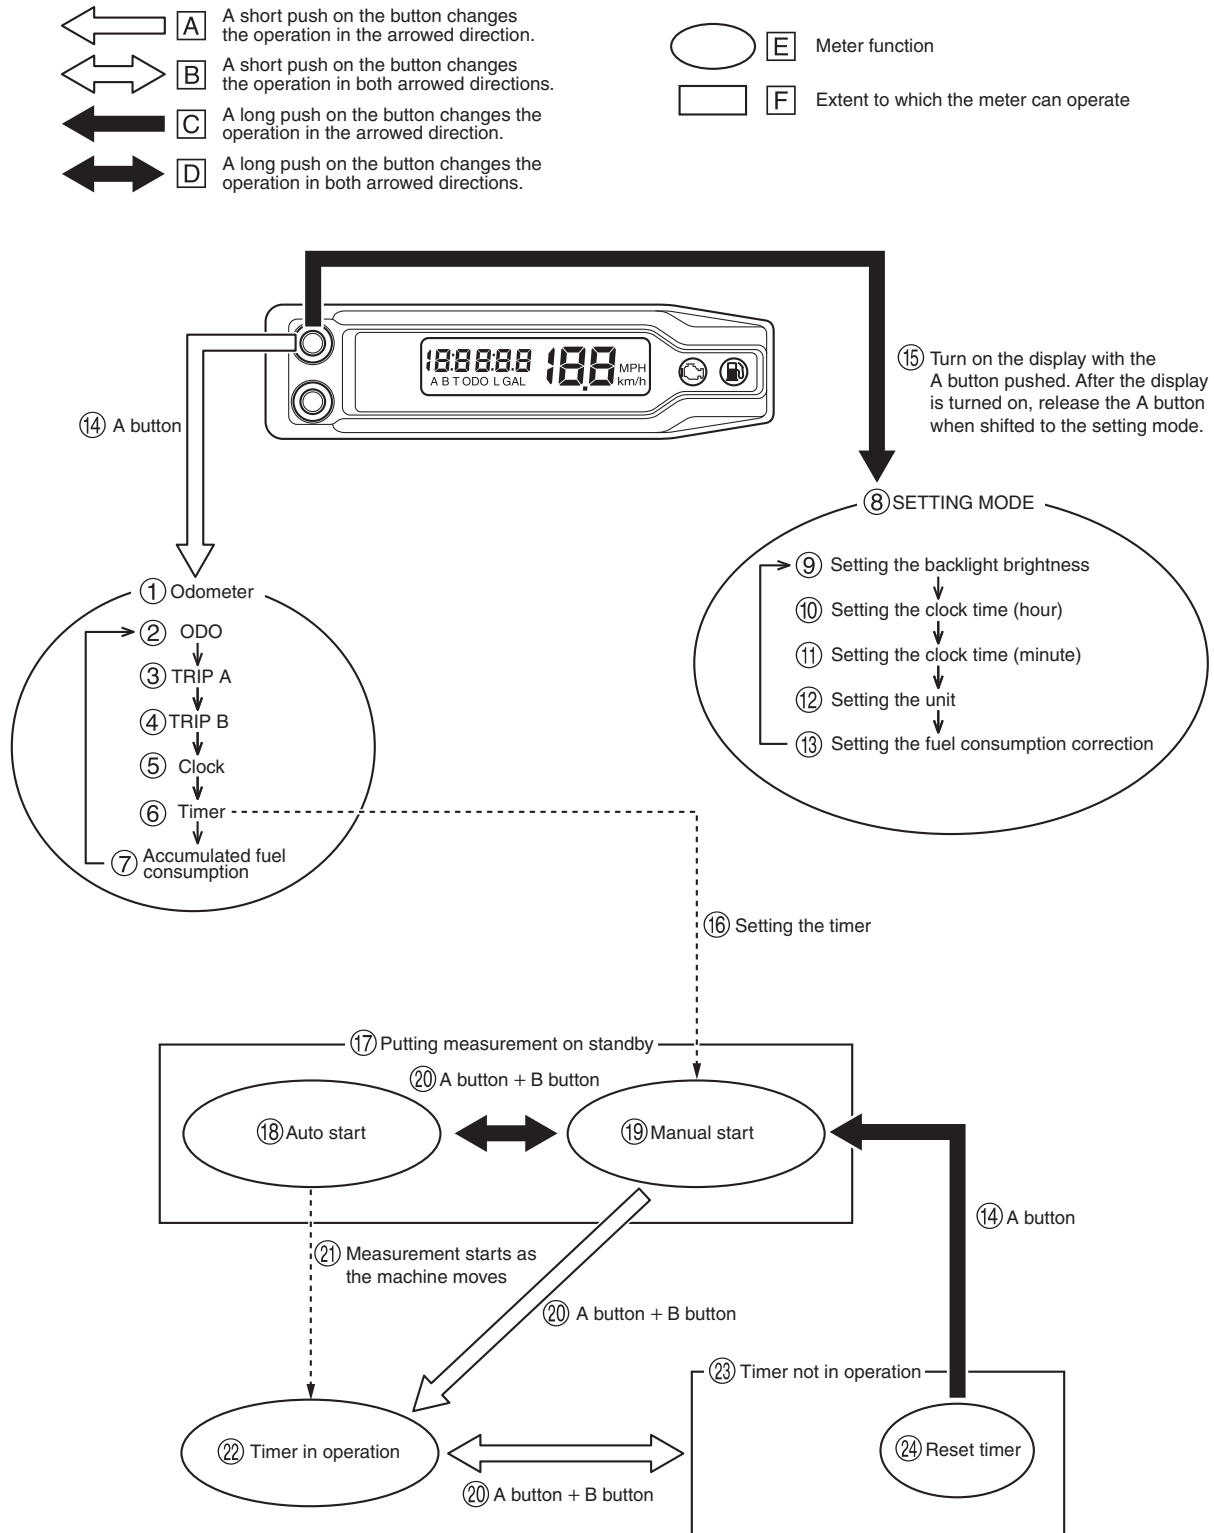 A A short push on the button changes
the operation in the arrowed direction.
B A short push on the button changes
the operation in both arrowed directions.
C A long push on the button changes the
operation in the arrowed direction.
D A long push on the button changes the
operation in both arrowed directions.
E Meter function
F Extent to which the meter can operate
18:88:8.8 18.8 MPH
A B T ODO L GAL km/h
⑭ A button
⑮ Turn on the display with the
A button pushed. After the display
is turned on, release the A button
when shifted to the setting mode.
① Odometer
② ODO
③ TRIP A
④ TRIP B
⑤ Clock
⑥ Timer
⑦ Accumulated fuel
consumption
⑧ SETTING MODE
⑨ Setting the backlight brightness
⑩ Setting the clock time (hour)
⑪ Setting the clock time (minute)
⑫ Setting the unit
⑬ Setting the fuel consumption correction
⑯ Setting the timer
⑰ Putting measurement on standby
⑳ A button + B button
⑱ Auto start
⑲ Manual start
⑭ A button
㉑ Measurement starts as
the machine moves
⑳ A button + B button
㉓ Timer not in operation
㉒ Timer in operation
㉔ Reset timer
⑳ A button + B button